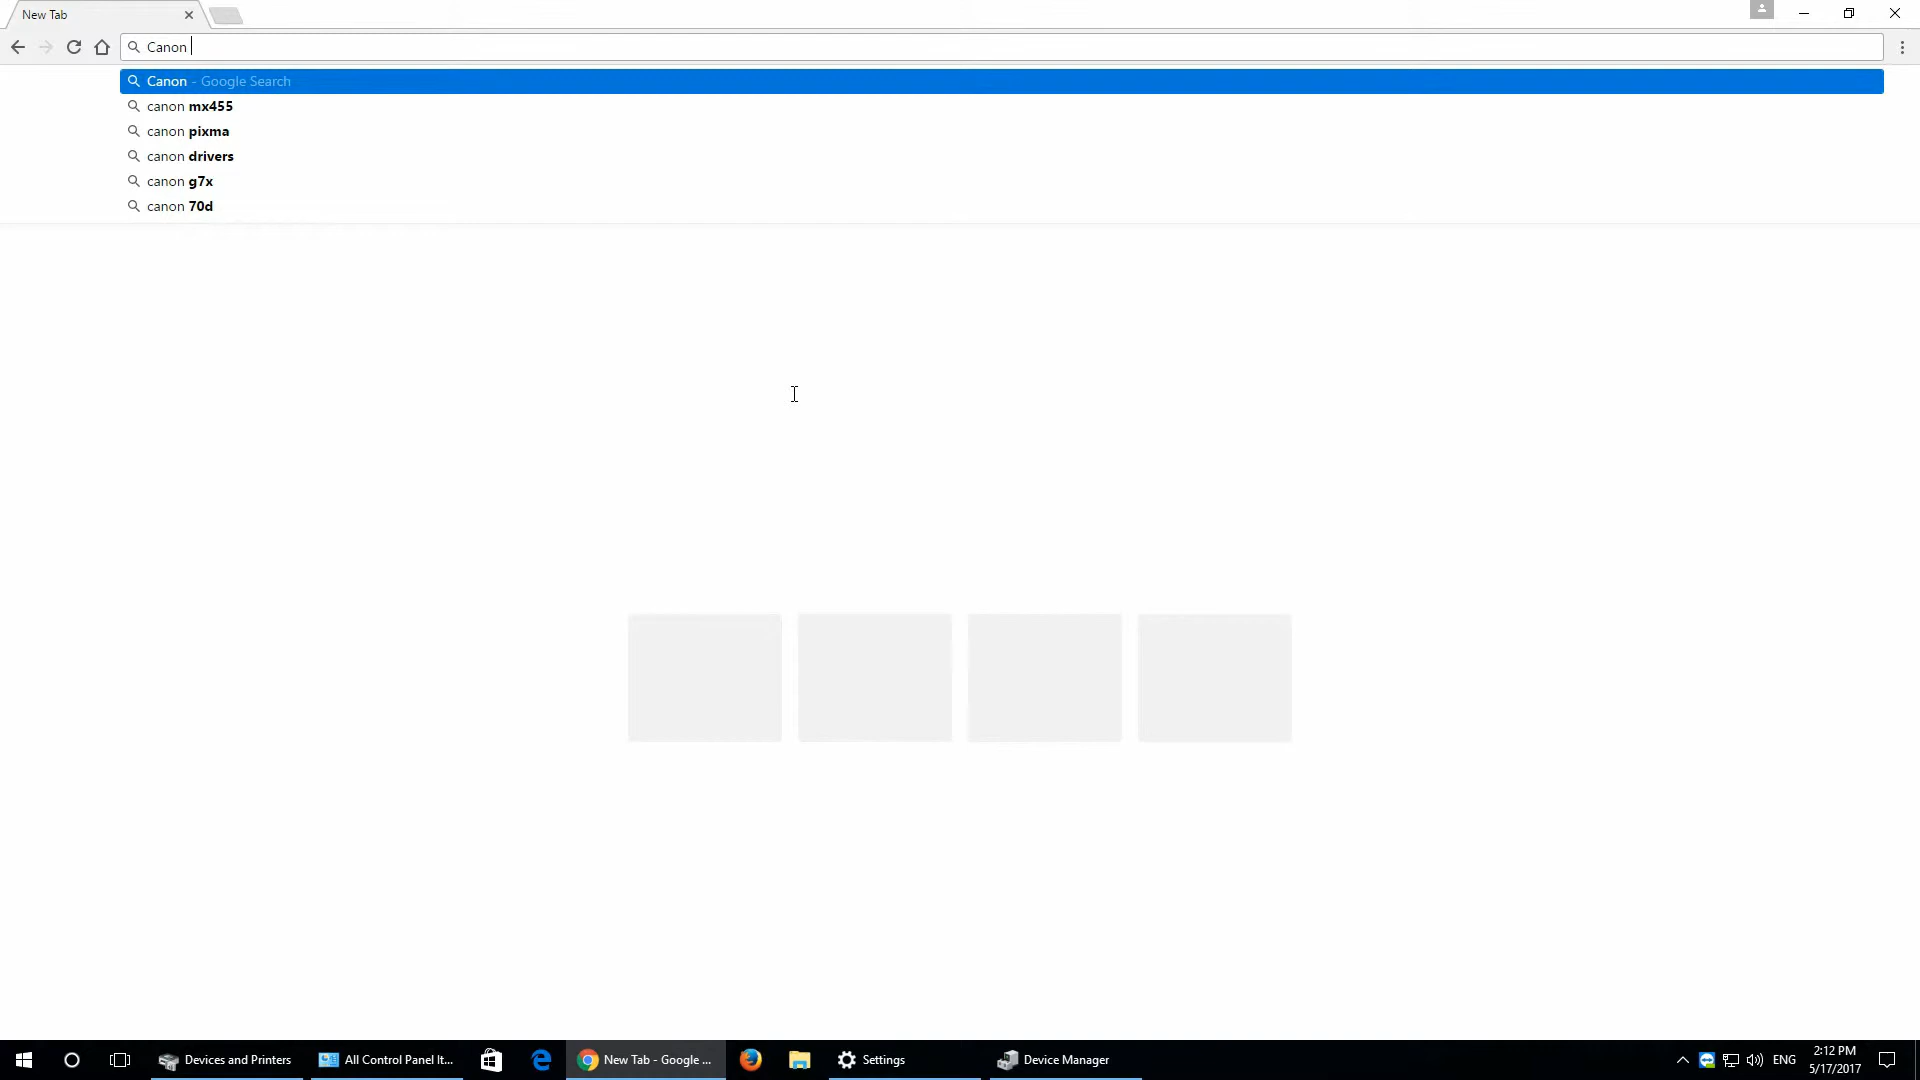 New Tab
Canon
Canon - Google Search
canon mx455
canon pixma
canon drivers
canon g7x
canon 70d
Devices and Printers
All Control Panel It...
New Tab - Google ...
Settings
Device Manager
ENG
2:12 PM
5/17/2017